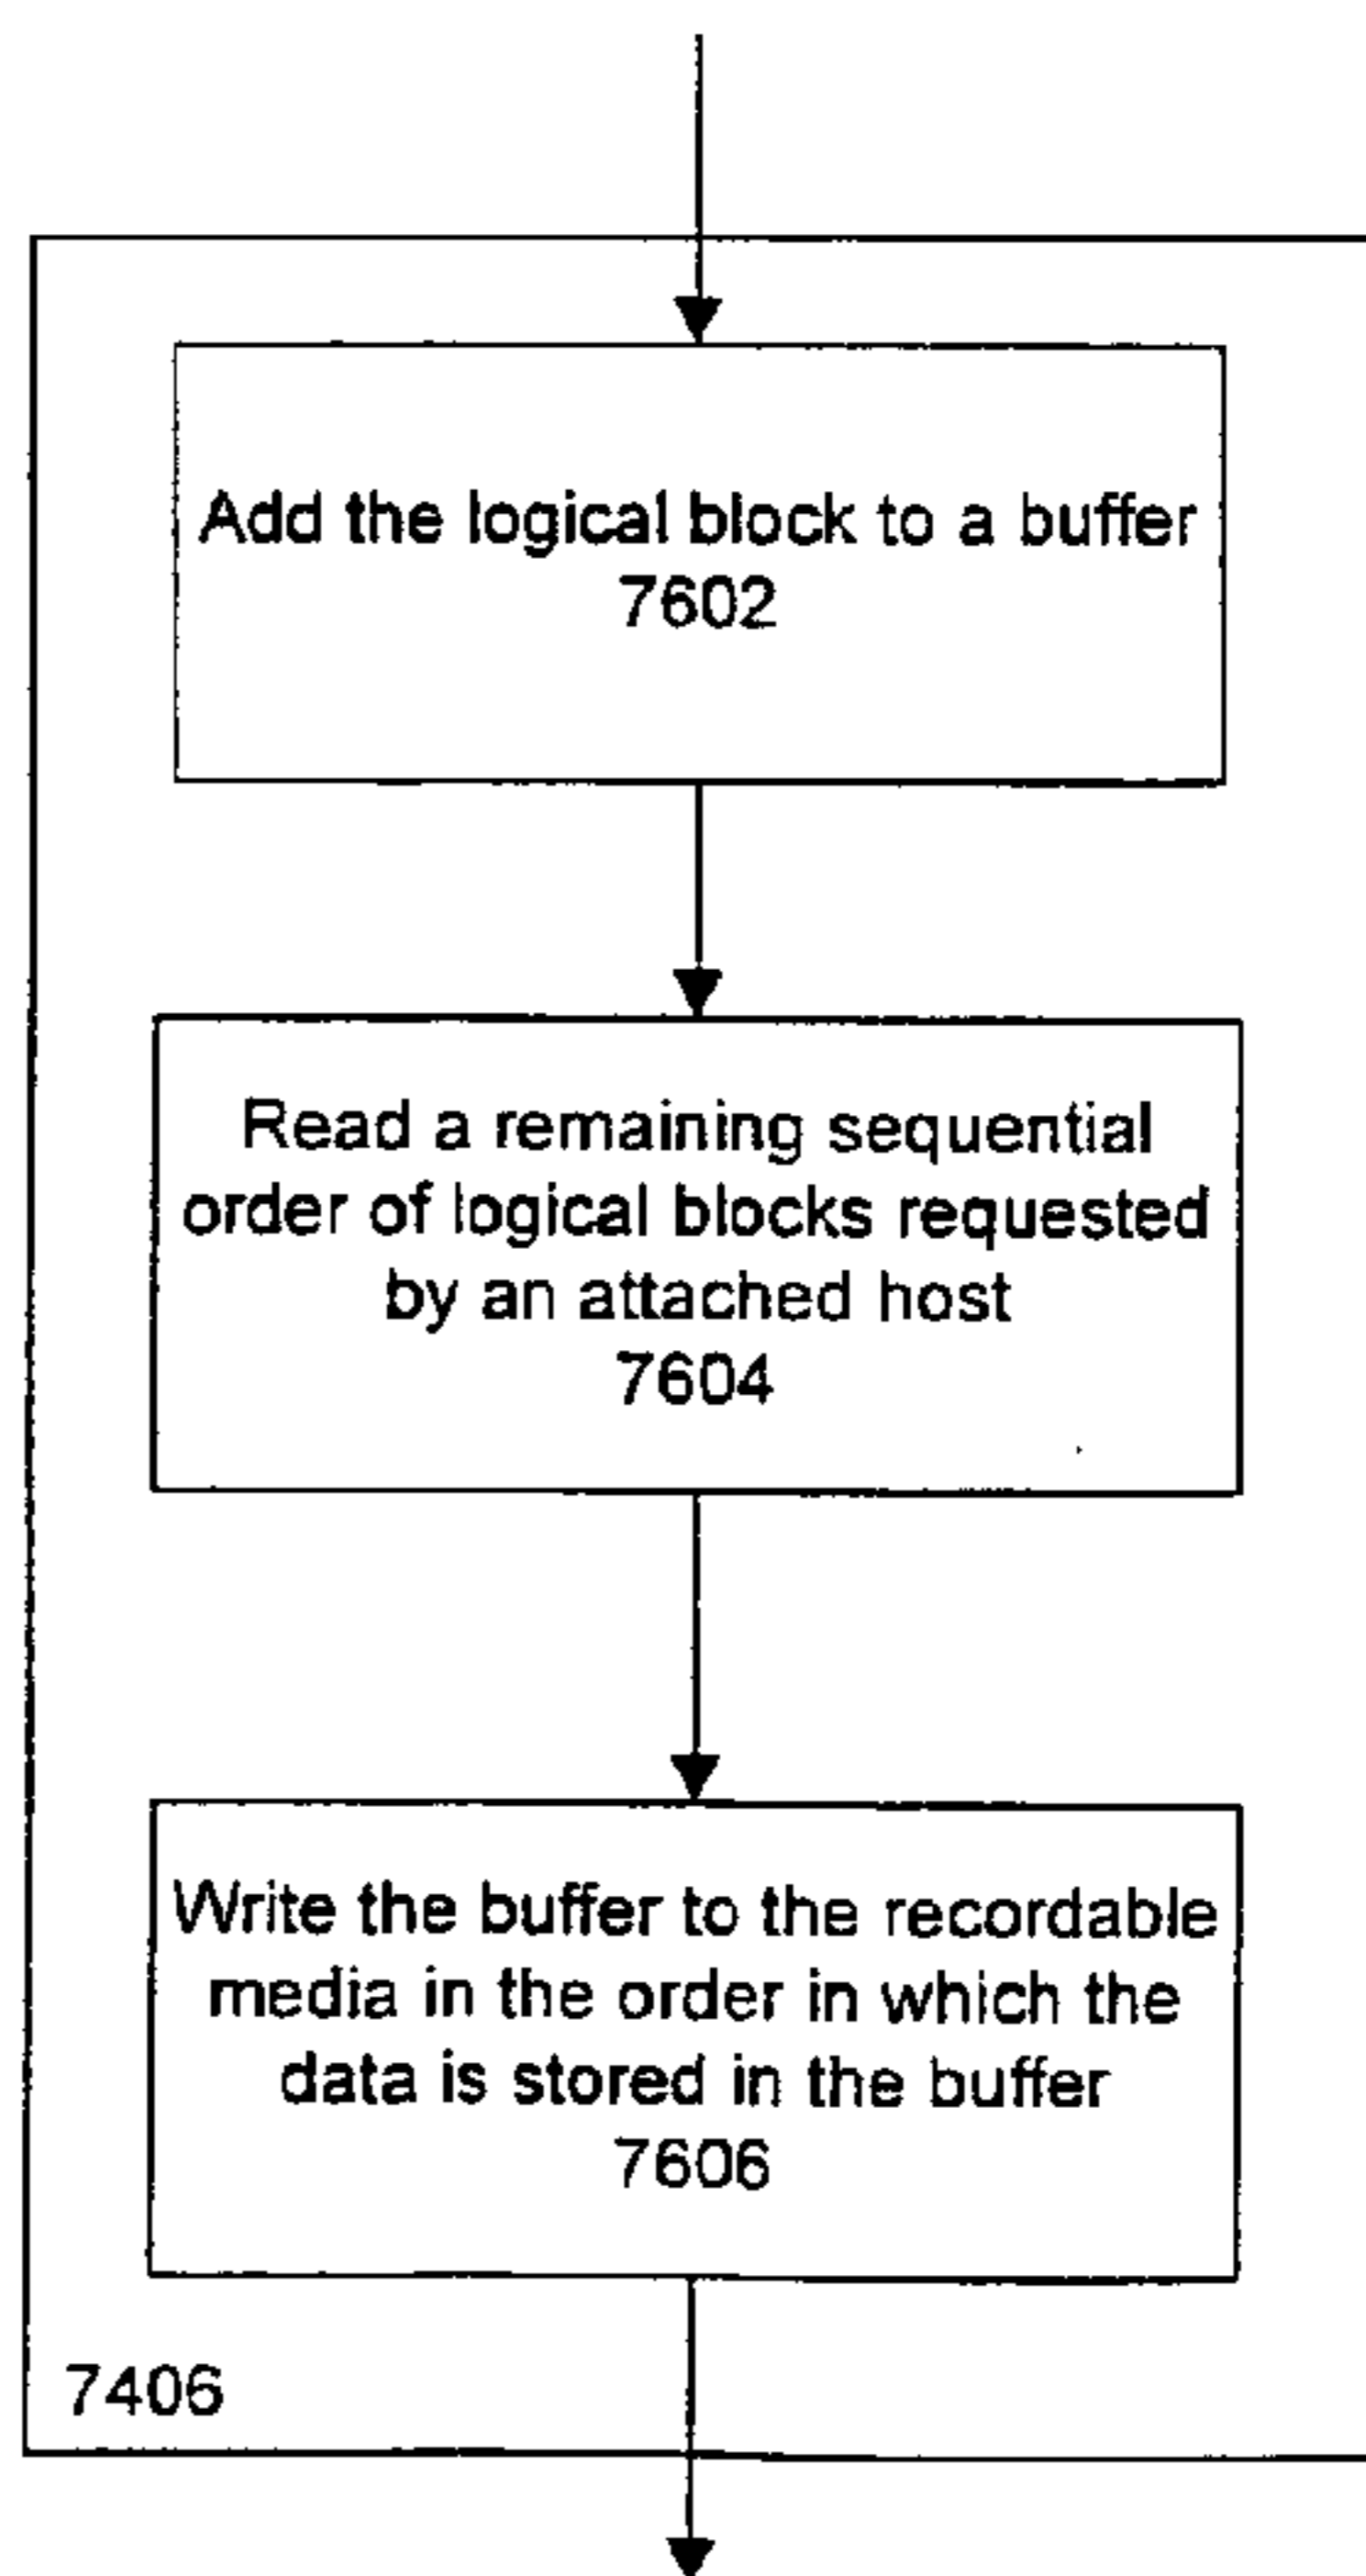 Add the logical block to a buffer
7602
Read a remaining sequential
order of logical blocks requested
by an attached host
7604
Write the buffer to the recordable
media in the order in which the
data is stored in the buffer
7606
7406